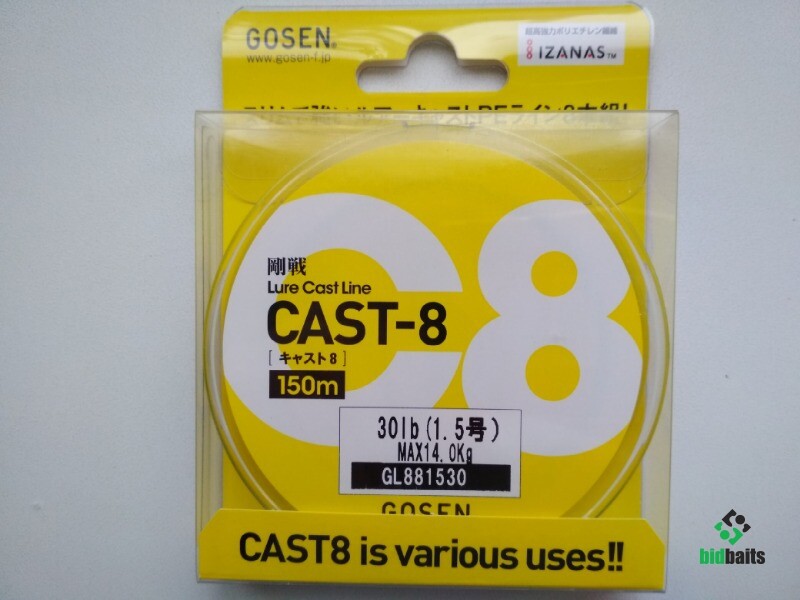 GOSEN®
www.gosen-f.jp
超高強力ポリエチレン繊維
IZANAS™
剛戦
Lure Cast Line
CAST-8
[キャスト8]
150m
C8
30lb(1.5号)
MAX14.0Kg
GL881530
GOSEN
CAST8 is various uses!!
bidbaits